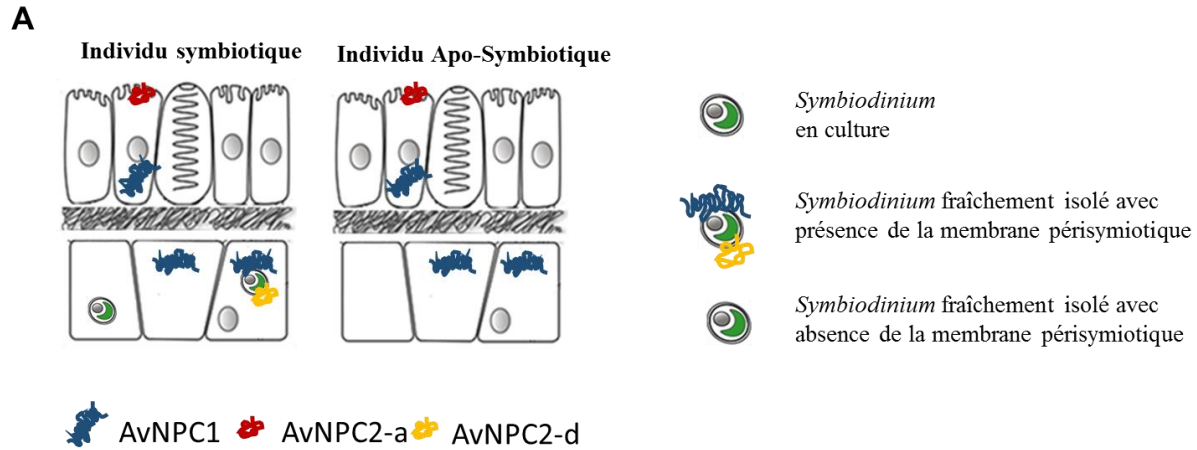 A
Individu symbiotique
Individu Apo-Symbiotique
Symbiodinium
en culture
Symbiodinium fraîchement isolé avec
présence de la membrane périsymiotique
Symbiodinium fraîchement isolé avec
absence de la membrane périsymiotique
AvNPC1 AvNPC2-a AvNPC2-d